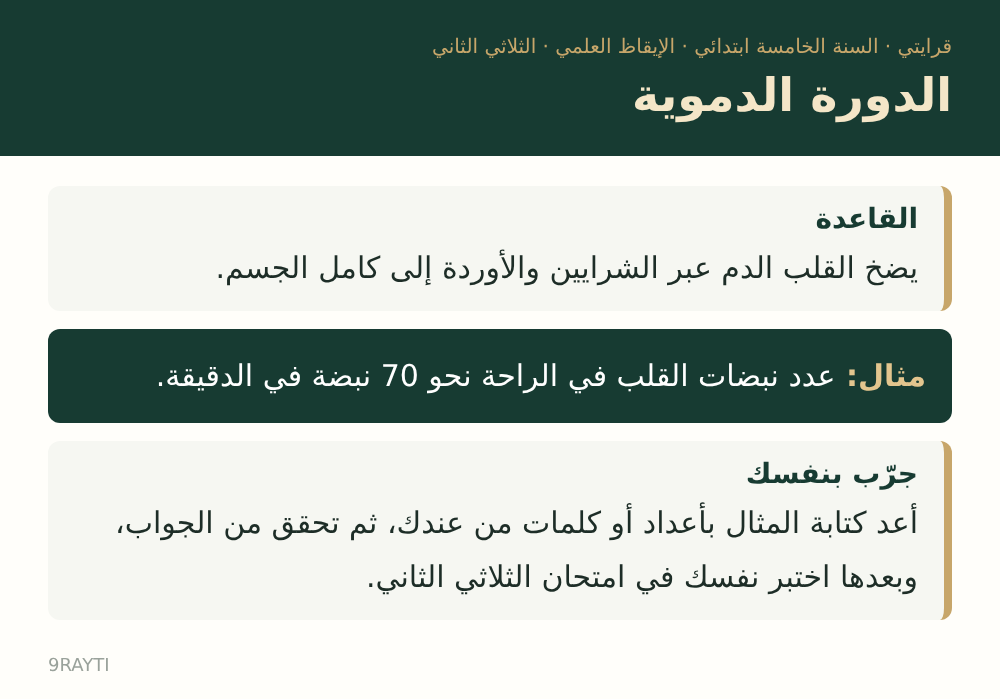 قرايتي · السنة الخامسة ابتدائي · الإيقاظ العلمي · الثلاثي الثاني
الدورة الدموية
القاعدة
يضخ القلب الدم عبر الشرايين والأوردة إلى كامل الجسم.
مثال: عدد نبضات القلب في الراحة نحو 70 نبضة في الدقيقة.
جرّب بنفسك
أعد كتابة المثال بأعداد أو كلمات من عندك، ثم تحقق من الجواب،
وبعدها اختبر نفسك في امتحان الثلاثي الثاني.
9RAYTI